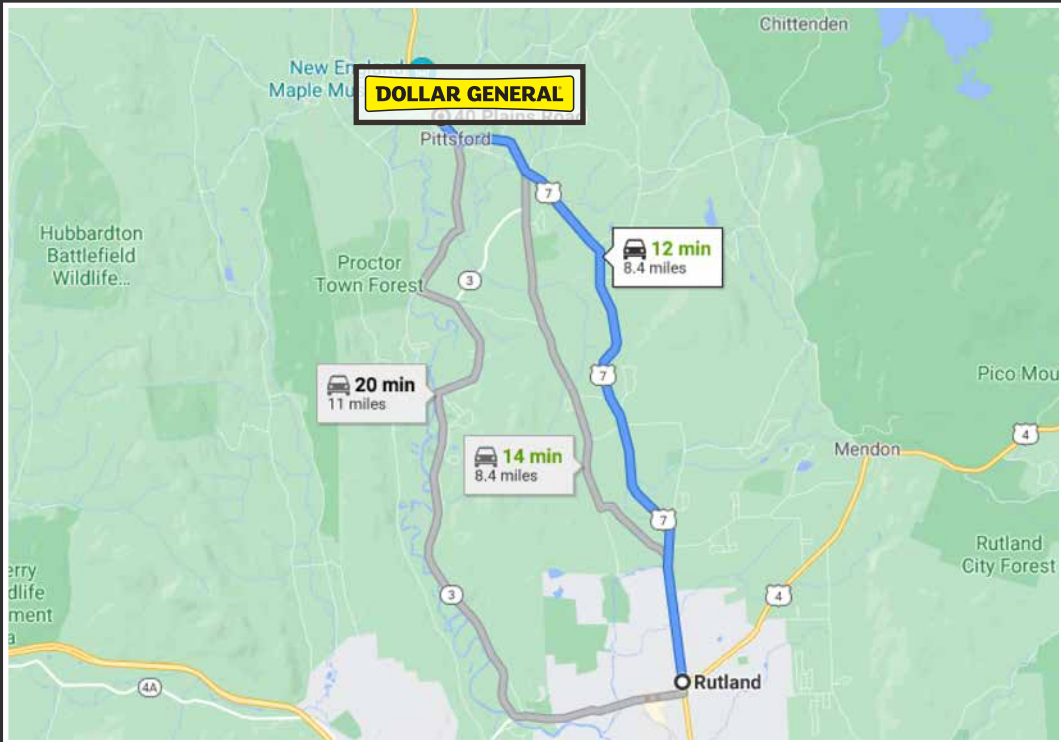 Chittenden
New England
Maple Mus
DOLLAR GENERAL
40 Plains Road
Pittsford
7
Hubbardton
Battlefield
Wildlife...
12 min
8.4 miles
Proctor
Town Forest
3
20 min
11 miles
7
Pico Mou
4
Mendon
14 min
8.4 miles
7
Rutland
City Forest
erry
dlife
ment
a
3
4
4A
Rutland